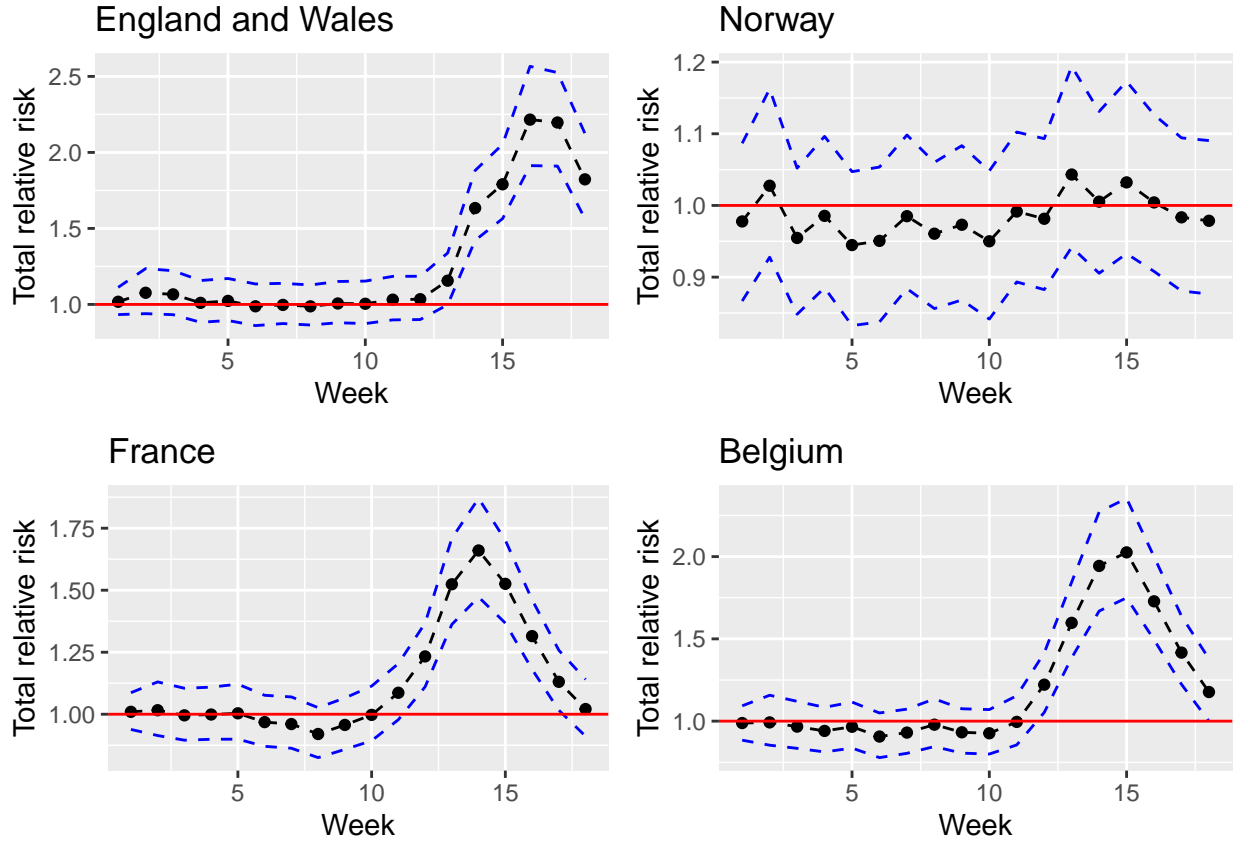 England and Wales
Total relative risk
2.5
2.0
1.5
1.0
5
10
15
Week
Norway
Total relative risk
1.2
1.1
1.0
0.9
5
10
15
Week
France
Total relative risk
1.75
1.50
1.25
1.00
5
10
15
Week
Belgium
Total relative risk
2.0
1.5
1.0
5
10
15
Week